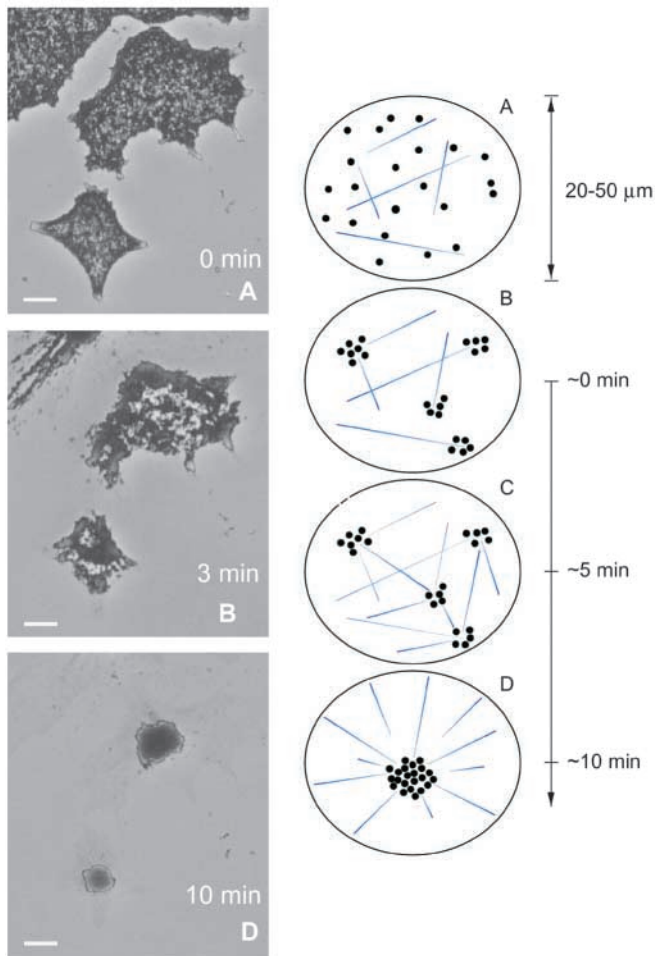 0 min
A
3 min
B
10 min
D
A
20-50 μm
B
~0 min
C
~5 min
D
~10 min